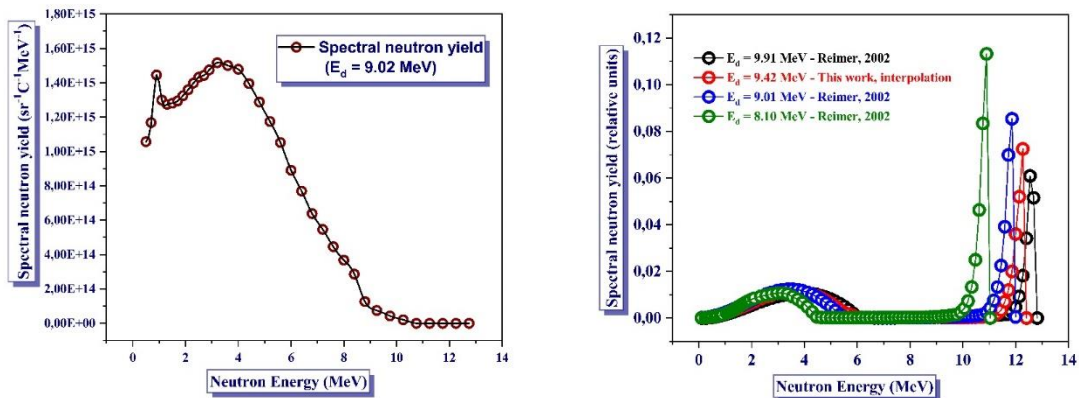 1,80E+15
1,60E+15
1,40E+15
1,20E+15
1,00E+15
8,00E+14
6,00E+14
4,00E+14
2,00E+14
0,00E+00
Spectral neutron yield (sr⁻¹C⁻¹MeV⁻¹)
Spectral neutron yield
(E_d = 9.02 MeV)
0 2 4 6 8 10 12 14
Neutron Energy (MeV)
0,12
0,10
0,08
0,06
0,04
0,02
0,00
Spectral neutron yield (relative units)
E_d = 9.91 MeV - Reimer, 2002
E_d = 9.42 MeV - This work, interpolation
E_d = 9.01 MeV - Reimer, 2002
E_d = 8.10 MeV - Reimer, 2002
0 2 4 6 8 10 12 14
Neutron Energy (MeV)